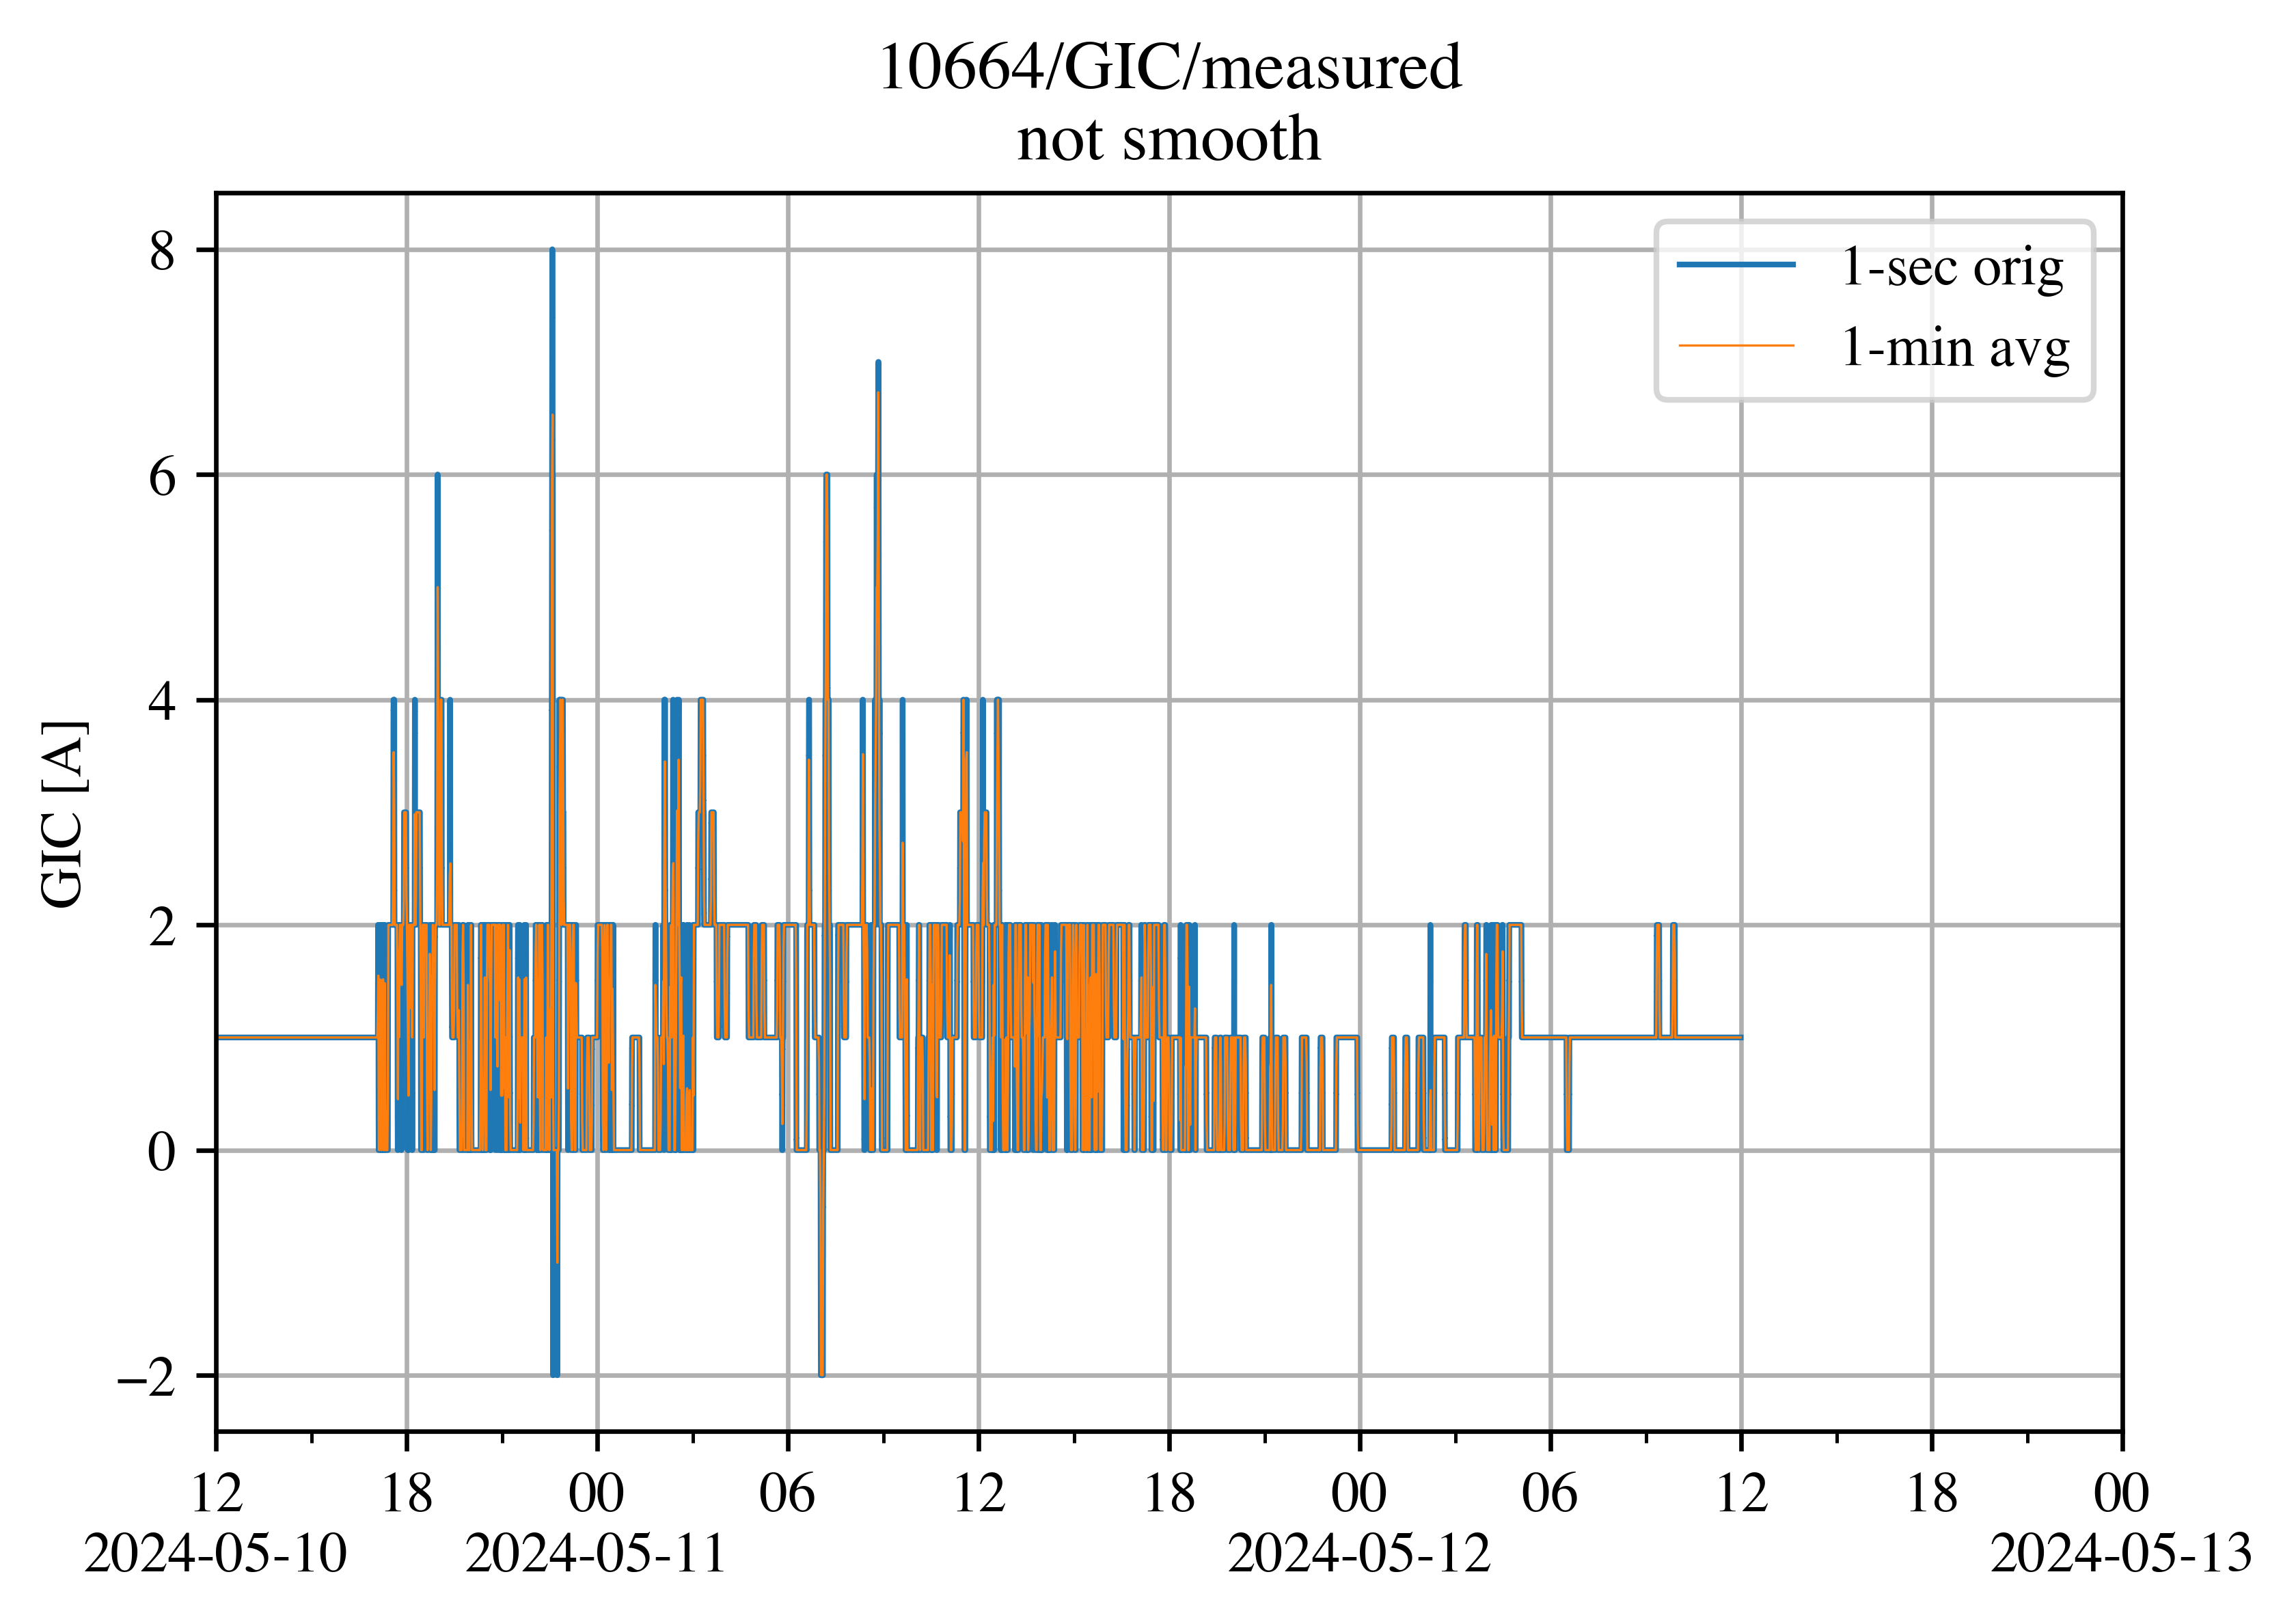 10664/GIC/measured
not smooth
1-sec orig
1-min avg
GIC [A]
8
6
4
2
0
−2
12 18 00 06 12 18 00 06 12 18 00
2024-05-10 2024-05-11 2024-05-12 2024-05-13